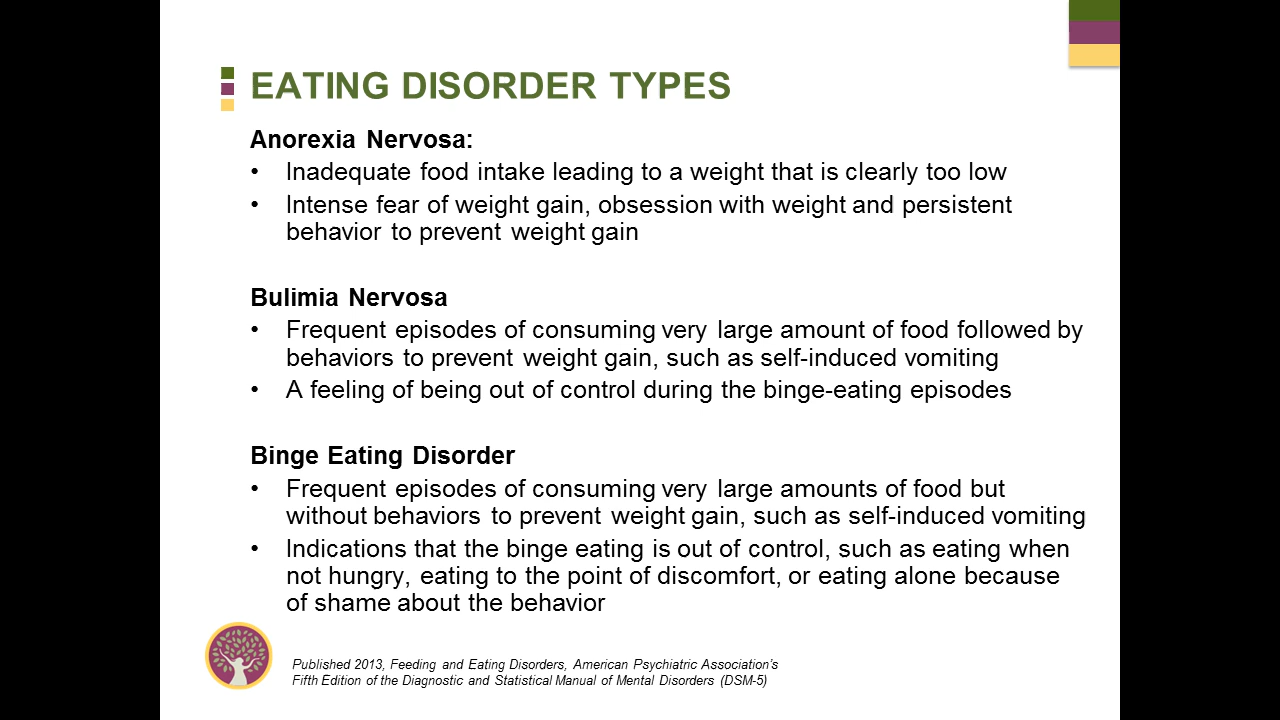 EATING DISORDER TYPES
Anorexia Nervosa:
• Inadequate food intake leading to a weight that is clearly too low
• Intense fear of weight gain, obsession with weight and persistent
behavior to prevent weight gain
Bulimia Nervosa
• Frequent episodes of consuming very large amount of food followed by
behaviors to prevent weight gain, such as self-induced vomiting
• A feeling of being out of control during the binge-eating episodes
Binge Eating Disorder
• Frequent episodes of consuming very large amounts of food but
without behaviors to prevent weight gain, such as self-induced vomiting
• Indications that the binge eating is out of control, such as eating when
not hungry, eating to the point of discomfort, or eating alone because
of shame about the behavior
Published 2013, Feeding and Eating Disorders, American Psychiatric Association's
Fifth Edition of the Diagnostic and Statistical Manual of Mental Disorders (DSM-5)